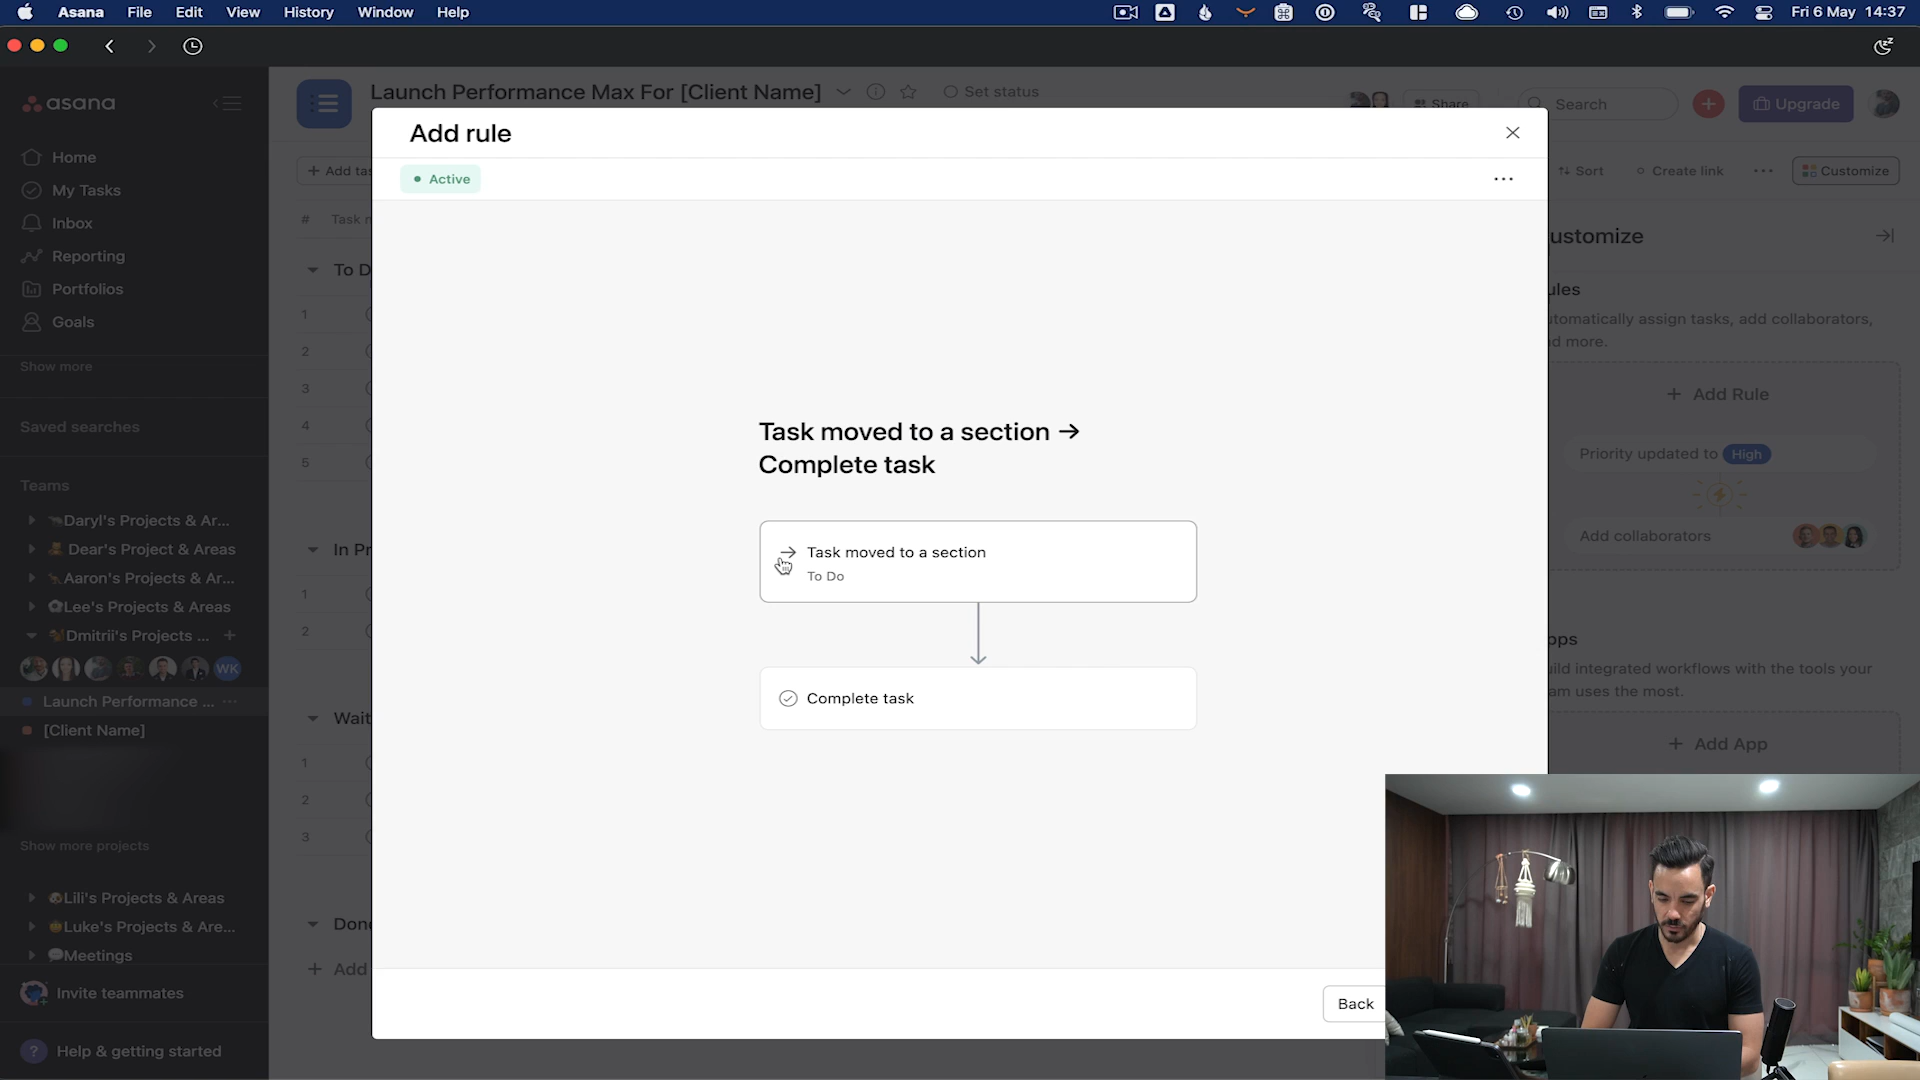 Asana File Edit View History Window Help
Fri 6 May 14:37
asana
Home
My Tasks
Inbox
Reporting
Portfolios
Goals
Show more
Saved searches
Teams
Daryl's Projects & Ar...
Dear's Project & Areas
Aaron's Projects & Ar...
Lee's Projects & Areas
Dmitrii's Projects ... +
WK
Launch Performance ... ...
[Client Name]
Show more projects
Lili's Projects & Areas
Luke's Projects & Are...
Meetings
Invite teammates
? Help & getting started
Launch Performance Max For [Client Name]
Set status
Share
Search
Upgrade
+ Add tas
Sort
Create link
...
Customize
# Task n
To D
1
2
3
4
5
In Pr
1
2
Wait
1
2
3
Done
+ Add
Add rule
Active
...
Task moved to a section →
Complete task
Task moved to a section
To Do
Complete task
Back
ustomize
ules
utomatically assign tasks, add collaborators,
nd more.
+ Add Rule
Priority updated to High
Add collaborators
pps
uild integrated workflows with the tools your
am uses the most.
+ Add App